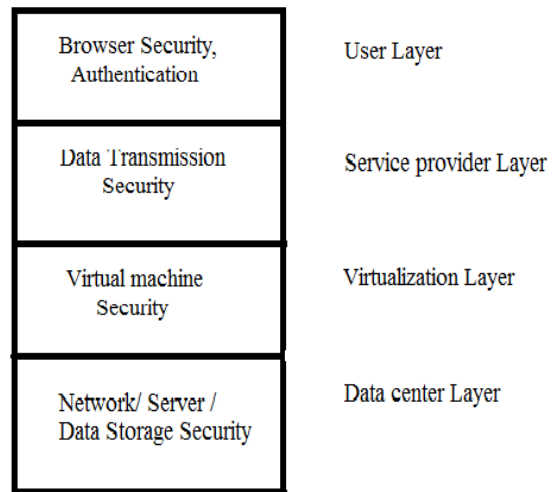 Browser Security,
Authentication
User Layer
Data Transmission
Security
Service provider Layer
Virtual machine
Security
Virtualization Layer
Network/ Server /
Data Storage Security
Data center Layer